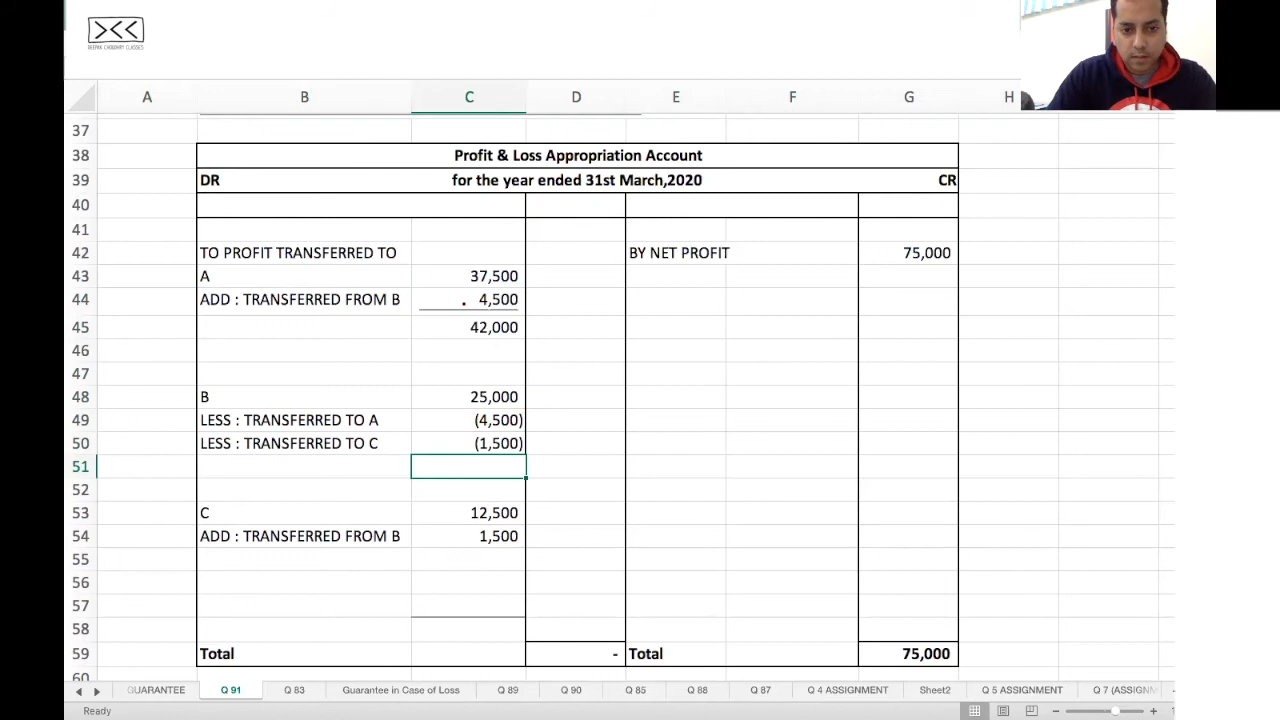 DEEPAK CHOUDHARY CLASSES
A B C D E F G H
37
38 Profit & Loss Appropriation Account
39 DR for the year ended 31st March,2020 CR
40
41
42 TO PROFIT TRANSFERRED TO BY NET PROFIT 75,000
43 A 37,500
44 ADD : TRANSFERRED FROM B . 4,500
45 42,000
46
47
48 B 25,000
49 LESS : TRANSFERRED TO A (4,500)
50 LESS : TRANSFERRED TO C (1,500)
51
52
53 C 12,500
54 ADD : TRANSFERRED FROM B 1,500
55
56
57
58
59 Total - Total 75,000
60
GUARANTEE Q 91 Q 83 Guarantee in Case of Loss Q 89 Q 90 Q 85 Q 88 Q 87 Q 4 ASSIGNMENT Sheet2 Q 5 ASSIGNMENT Q 7 (ASSIGNM
Ready